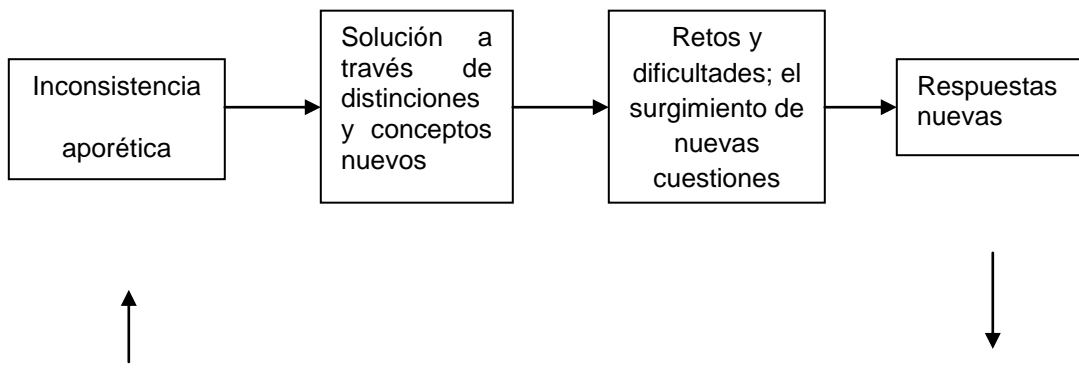 Inconsistencia
aporética
Solución a
través de
distinciones
y conceptos
nuevos
Retos y
dificultades; el
surgimiento de
nuevas
cuestiones
Respuestas
nuevas